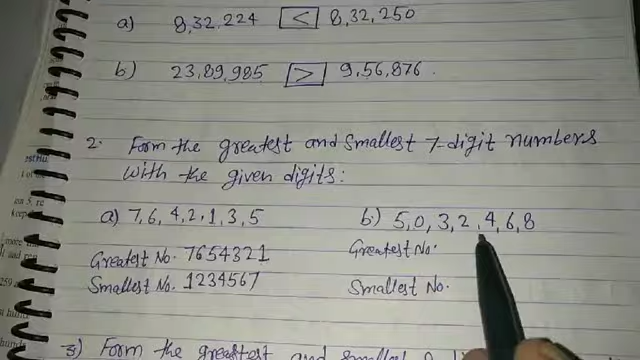 a) 8,32,224 < 8,32,250
b) 23,89,985 > 9,56,876.
2. Form the greatest and smallest 7-digit numbers
with the given digits:
a) 7,6,4,2,1,3,5
Greatest No. 7654321
Smallest No. 1234567
b.) 5,0,3,2,4,6,8
Greatest No.
Smallest No.
3) Form the greatest and smallest